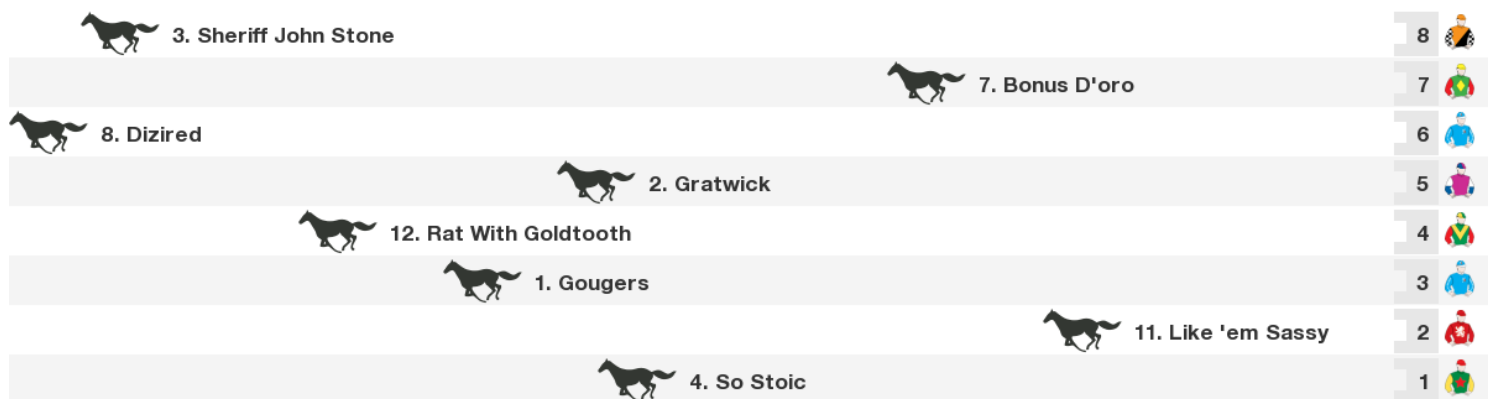 3. Sheriff John Stone 8
7. Bonus D'oro 7
8. Dizired 6
2. Gratwick 5
12. Rat With Goldtooth 4
1. Gougers 3
11. Like 'em Sassy 2
4. So Stoic 1